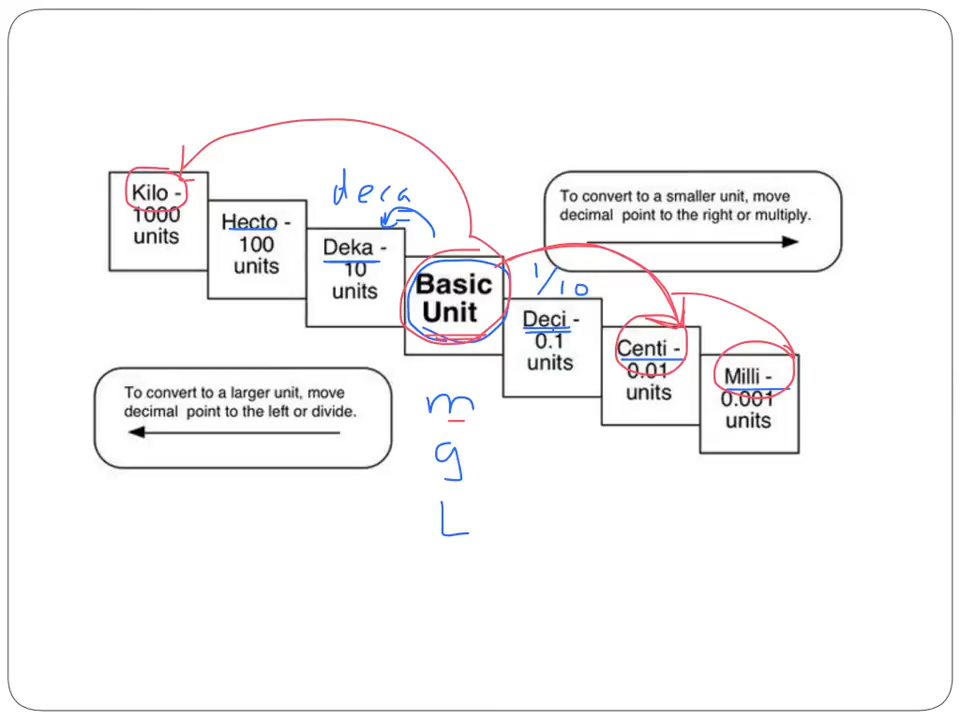 Kilo -
1000
units
Hecto -
100
units
deca
Deka -
10
units
Basic
Unit
1/10
Deci -
0.1
units
Centi -
0.01
units
Milli -
0.001
units
To convert to a smaller unit, move
decimal point to the right or multiply.
To convert to a larger unit, move
decimal point to the left or divide.
m
g
L